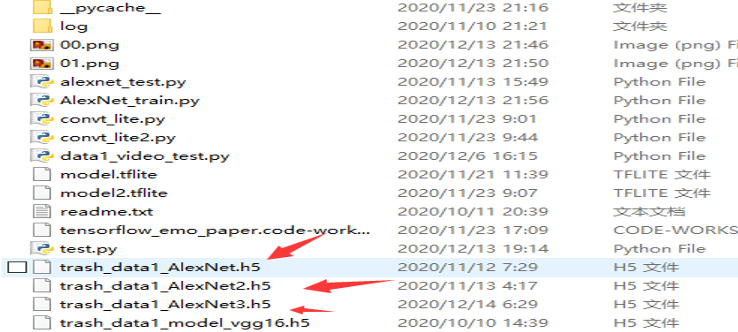 __pycache__ 2020/11/23 21:16 文件夹
log 2020/11/10 21:21 文件夹
00.png 2020/12/13 21:46 Image (png) Fi
01.png 2020/12/13 21:50 Image (png) Fi
alexnet_test.py 2020/11/13 15:49 Python File
AlexNet_train.py 2020/12/13 21:56 Python File
convt_lite.py 2020/11/23 9:01 Python File
convt_lite2.py 2020/11/23 9:44 Python File
data1_video_test.py 2020/12/6 16:15 Python File
model.tflite 2020/11/21 11:39 TFLITE 文件
model2.tflite 2020/11/23 9:07 TFLITE 文件
readme.txt 2020/10/11 20:39 文本文档
tensorflow_emo_paper.code-work... 2020/11/23 17:09 CODE-WORKS
test.py 2020/12/13 19:14 Python File
trash_data1_AlexNet.h5 2020/11/12 7:29 H5 文件
trash_data1_AlexNet2.h5 2020/11/13 4:17 H5 文件
trash_data1_AlexNet3.h5 2020/12/14 6:29 H5 文件
trash_data1_model_vgg16.h5 2020/10/10 14:39 H5 文件